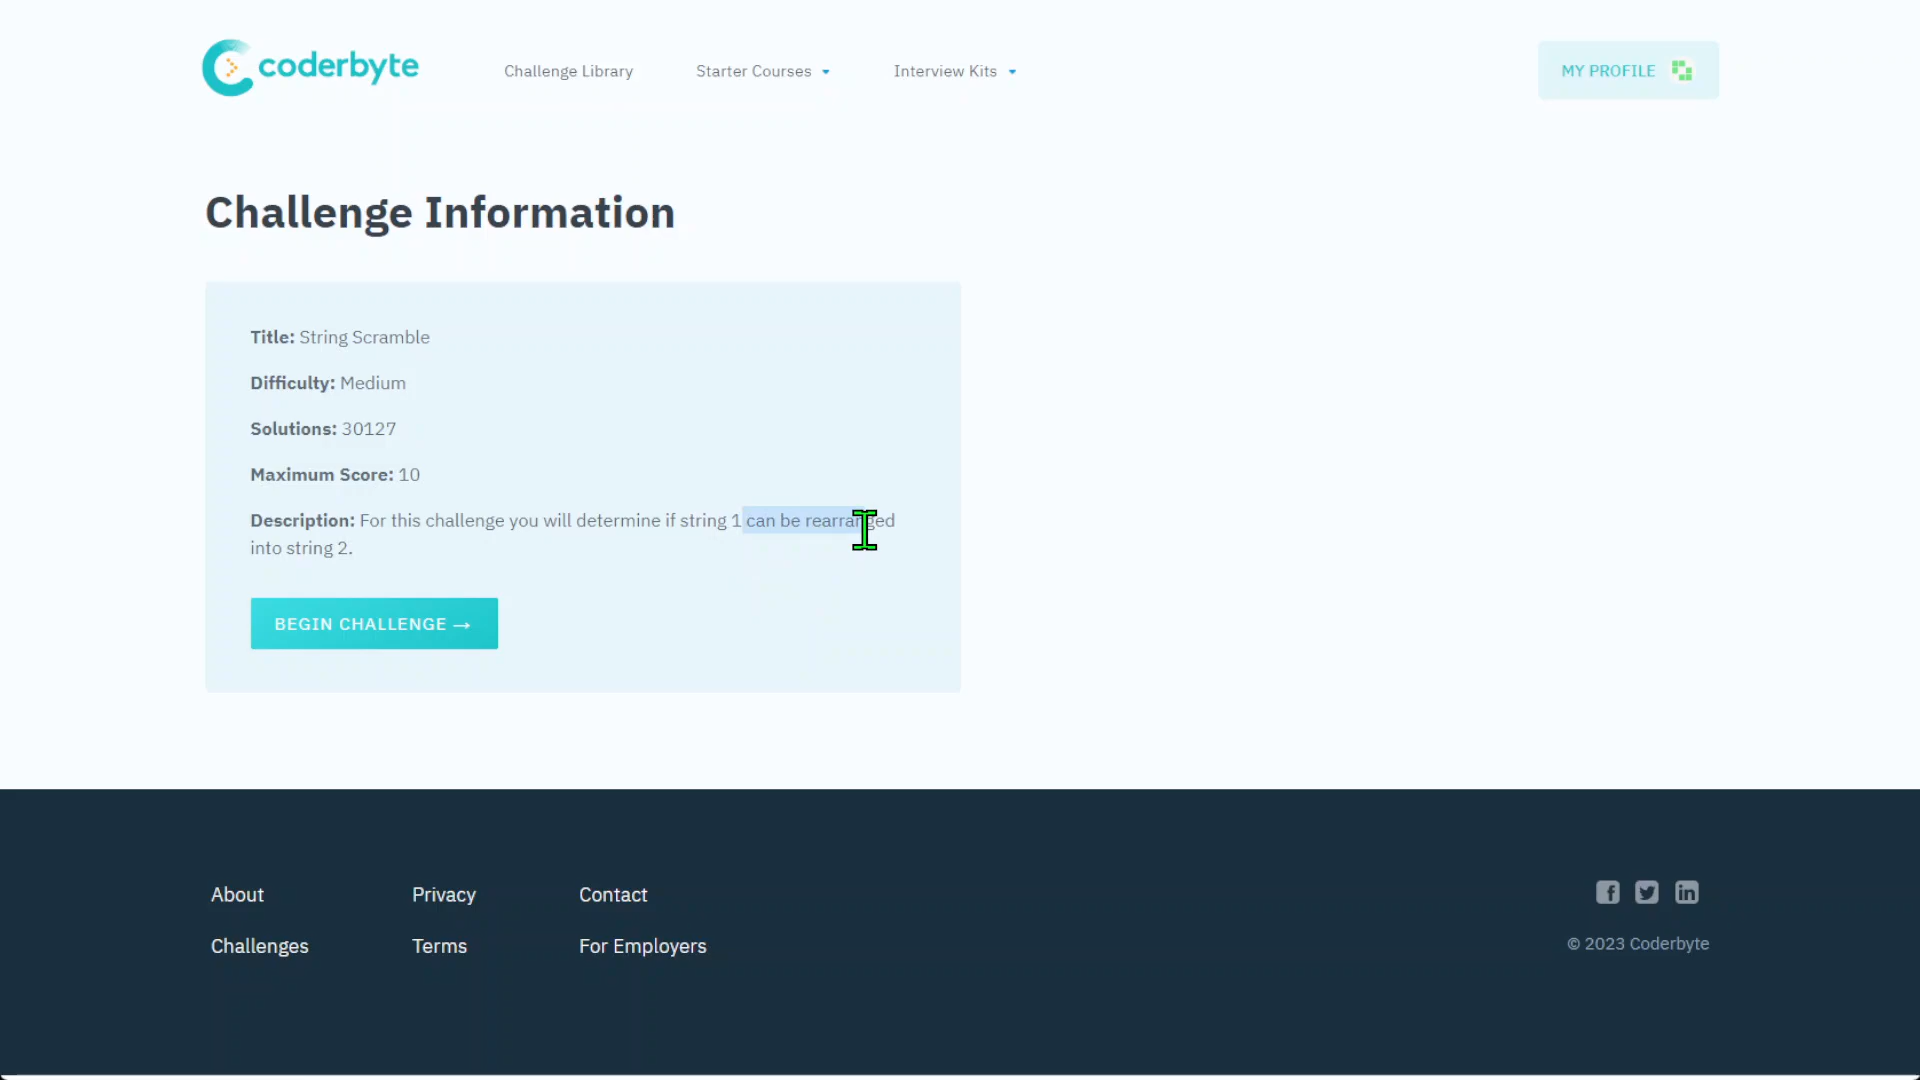 coderbyte
Challenge Library
Starter Courses
Interview Kits
MY PROFILE
Challenge Information
Title: String Scramble
Difficulty: Medium
Solutions: 30127
Maximum Score: 10
Description: For this challenge you will determine if string 1 can be rearranged
into string 2.
BEGIN CHALLENGE →
About
Privacy
Contact
Challenges
Terms
For Employers
© 2023 Coderbyte